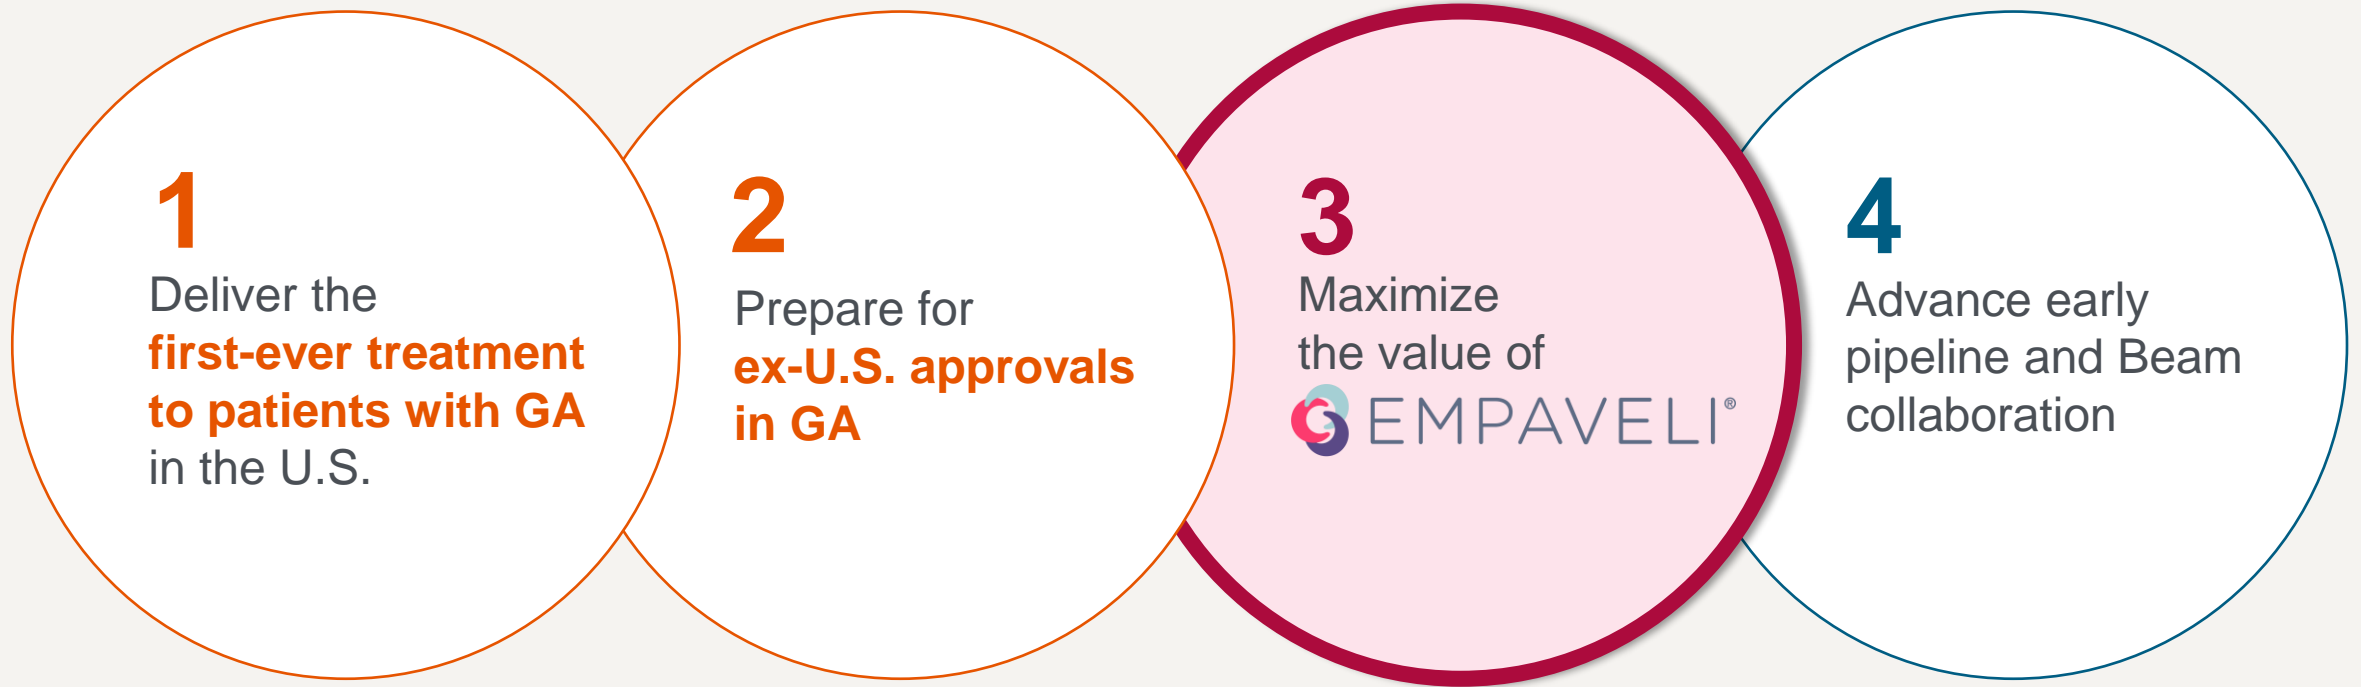 1
Deliver the
first-ever treatment
to patients with GA
in the U.S.
2
Prepare for
ex-U.S. approvals
in GA
3
Maximize
the value of
EMPAVELI®
4
Advance early
pipeline and Beam
collaboration